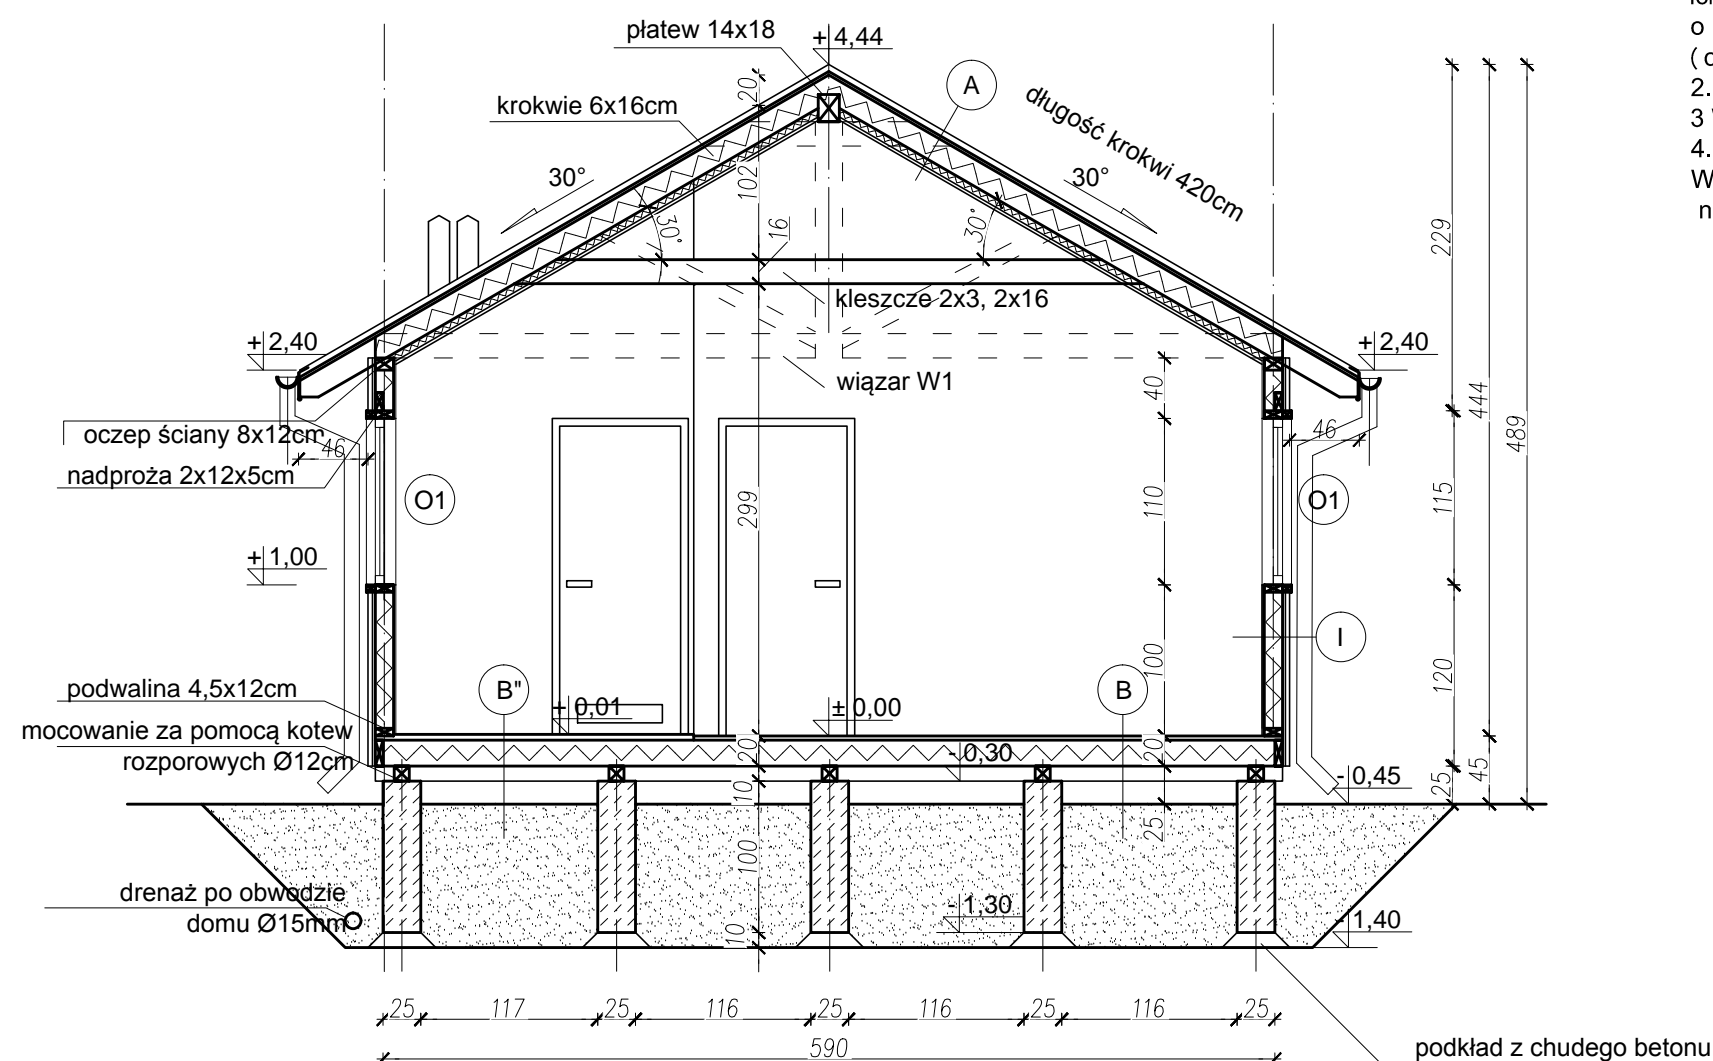 płatew 14x18
+ 4,44
o
2.
3
4.
W
n
20
A
krokwie 6x16cm
długość krokwi 420cm
30°
30°
102
30°
16
30°
229
kleszcze 2x3, 2x16
+ 2,40
+ 2,40
wiązar W1
40
444
489
oczep ściany 8x12cm
46
46
nadproża 2x12x5cm
O1
299
110
O1
115
+ 1,00
100
I
120
podwalina 4,5x12cm
B"
B
+ 0,01
± 0,00
mocowanie za pomocą kotew
rozporowych Ø12cm
20
- 0,30
20
10
- 0,45
25
45
25
100
drenaż po obwodzie
domu Ø15mm
- 1,30
- 1,40
10
25
117
25
116
25
116
25
116
25
590
podkład z chudego betonu